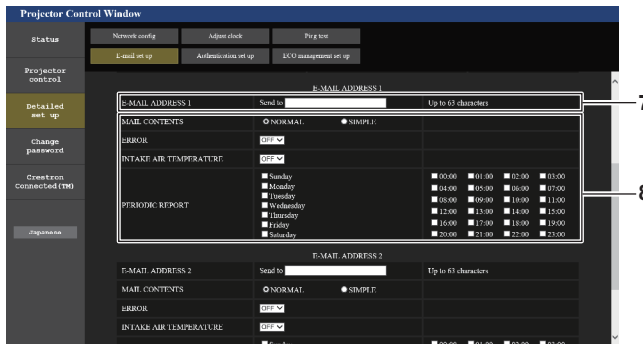 Projector Control Window
Status
Projector control
Detailed set up
Change password
Crestron Connected(TM)
Japanese
Network config Adjust clock Ping test
E-mail set up Authentication set up ECO management set up
E-MAIL ADDRESS 1
E-MAIL ADDRESS 1 Send to Up to 63 characters
7
MAIL CONTENTS NORMAL SIMPLE
ERROR OFF
INTAKE AIR TEMPERATURE OFF
8
PERIODIC REPORT
Sunday 00:00 01:00 02:00 03:00
Monday 04:00 05:00 06:00 07:00
Tuesday 08:00 09:00 10:00 11:00
Wednesday 12:00 13:00 14:00 15:00
Thursday 16:00 17:00 18:00 19:00
Friday 20:00 21:00 22:00 23:00
Saturday
E-MAIL ADDRESS 2
E-MAIL ADDRESS 2 Send to Up to 63 characters
MAIL CONTENTS NORMAL SIMPLE
ERROR OFF
INTAKE AIR TEMPERATURE OFF